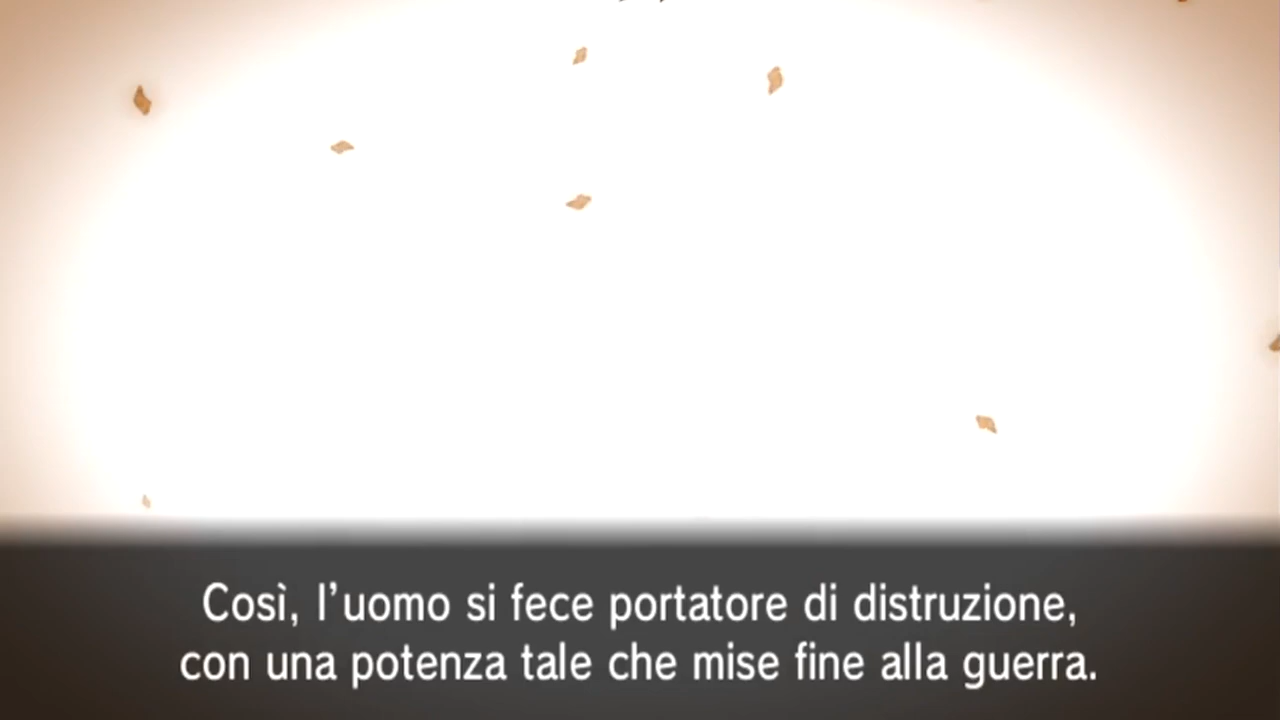 Così, l'uomo si fece portatore di distruzione,
con una potenza tale che mise fine alla guerra.